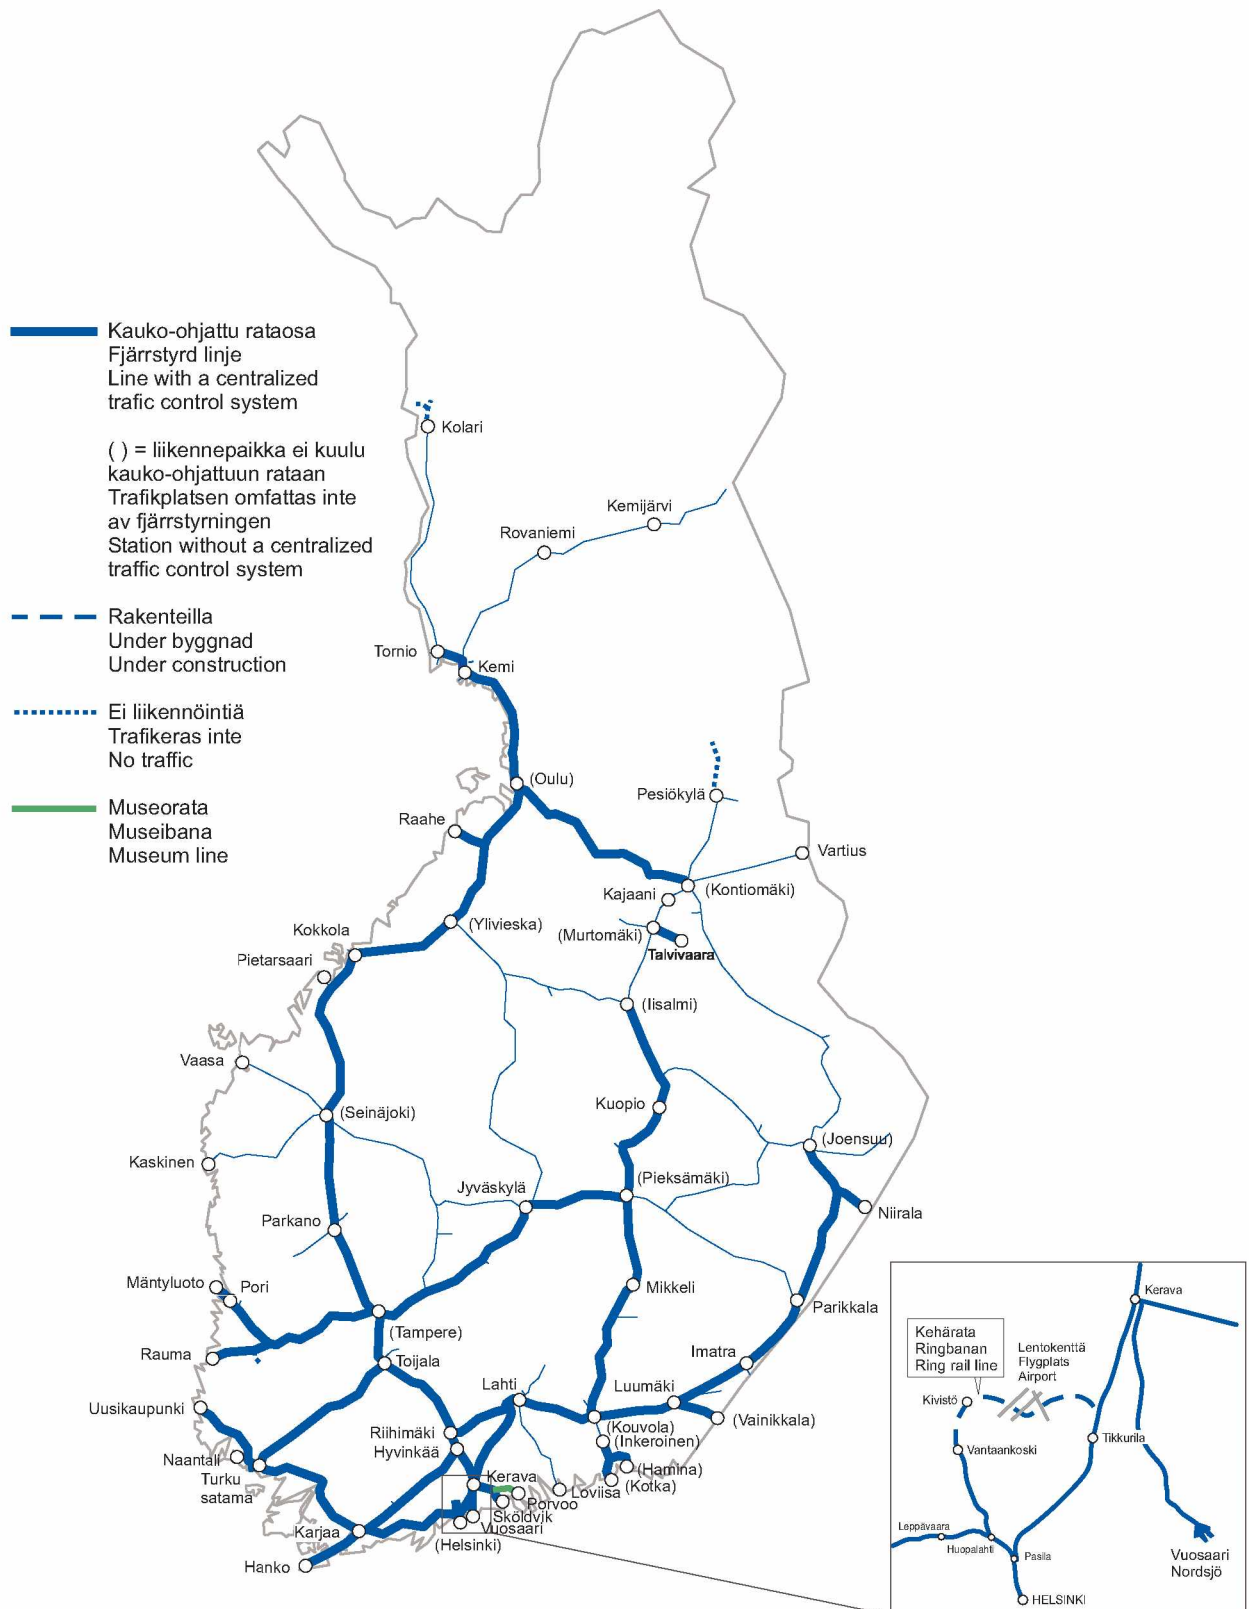 Kauko-ohjattu rataosa
Fjärrstyrd linje
Line with a centralized
trafic control system
( ) = liikennepaikka ei kuulu
kauko-ohjattuun rataan
Trafikplatsen omfattas inte
av fjärrstyrningen
Station without a centralized
traffic control system
Rakenteilla
Under byggnad
Under construction
Ei liikennöintiä
Trafikeras inte
No traffic
Museorata
Museibana
Museum line
Kolari
Kemijärvi
Rovaniemi
Tornio
Kemi
(Oulu)
Pesiökylä
Raahe
Vartius
Kajaani
(Kontiomäki)
(Ylivieska)
Kokkola
(Murtomäki)
Talvivaara
Pietarsaari
(Iisalmi)
Vaasa
Kuopio
(Seinäjoki)
(Joensuu)
Kaskinen
(Pieksämäki)
Jyväskylä
Niirala
Parkano
Mäntyluoto
Pori
Mikkeli
Parikkala
(Tampere)
Rauma
Toijala
Imatra
Lahti
Luumäki
Uusikaupunki
(Vainikkala)
(Kouvola)
Riihimäki
Hyvinkää
(Inkeroinen)
Naantali
Turku
satama
(Hamina)
Kerava
Loviisa
(Kotka)
Porvoo
Sköldvik
Vuosaari
Karjaa
(Helsinki)
Hanko
Kerava
Kehärata
Ringbanan
Ring rail line
Lentokenttä
Flygplats
Airport
Kivistö
Tikkurila
Vantaankoski
Leppävaara
Huopalahti
Pasila
Vuosaari
Nordsjö
HELSINKI